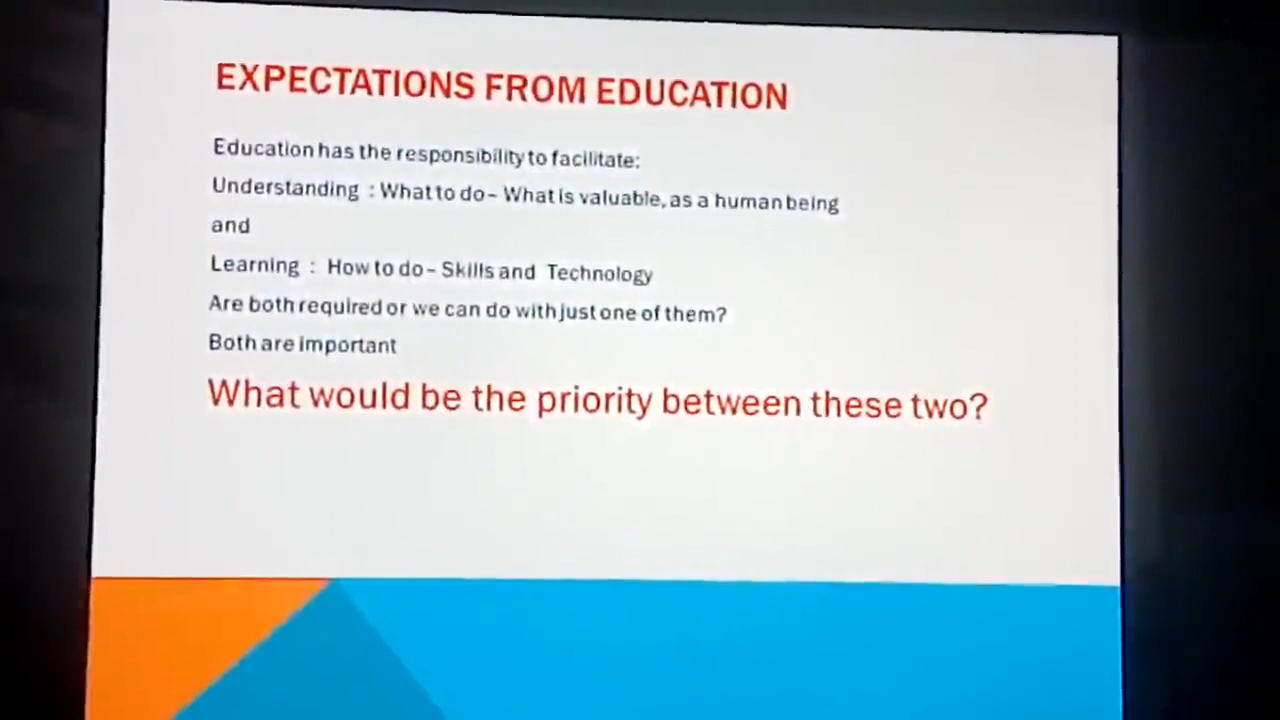 EXPECTATIONS FROM EDUCATION
Education has the responsibility to facilitate:
Understanding : What to do – What is valuable, as a human being
and
Learning : How to do – Skills and Technology
Are both required or we can do with just one of them?
Both are important
What would be the priority between these two?